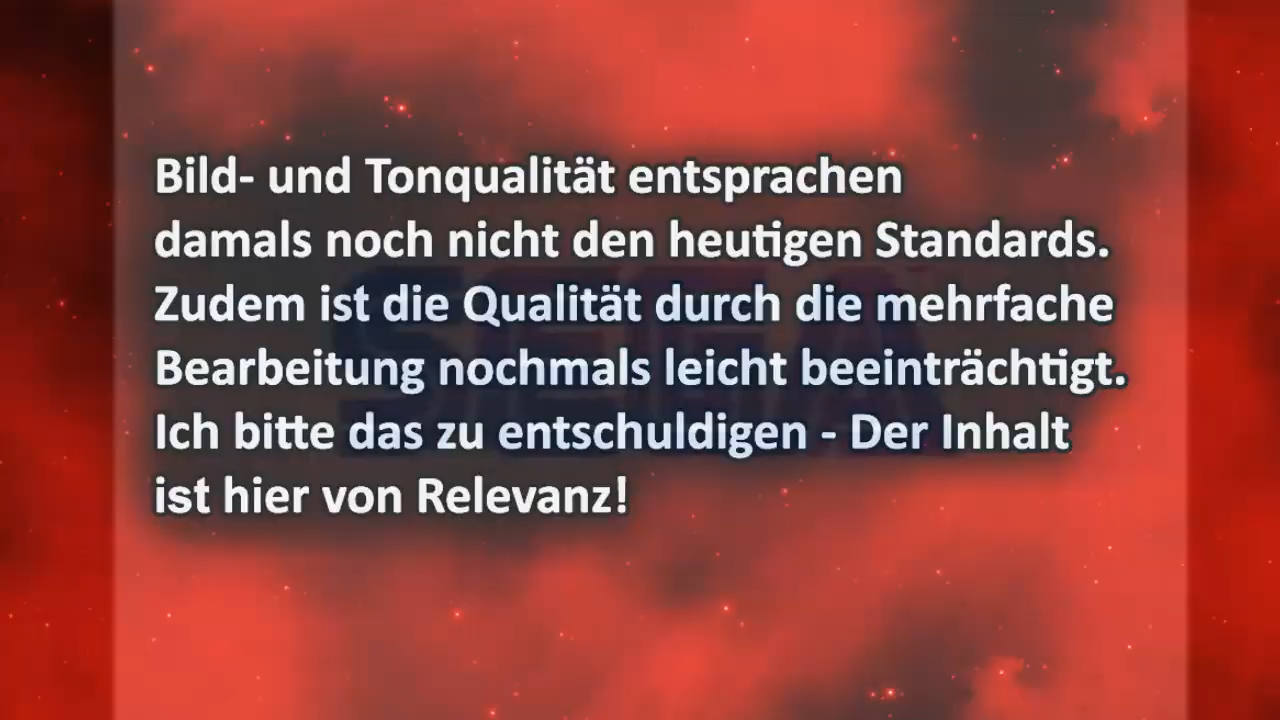 Bild- und Tonqualität entsprachen
damals noch nicht den heutigen Standards.
Zudem ist die Qualität durch die mehrfache
Bearbeitung nochmals leicht beeinträchtigt.
Ich bitte das zu entschuldigen - Der Inhalt
ist hier von Relevanz!
SEGA